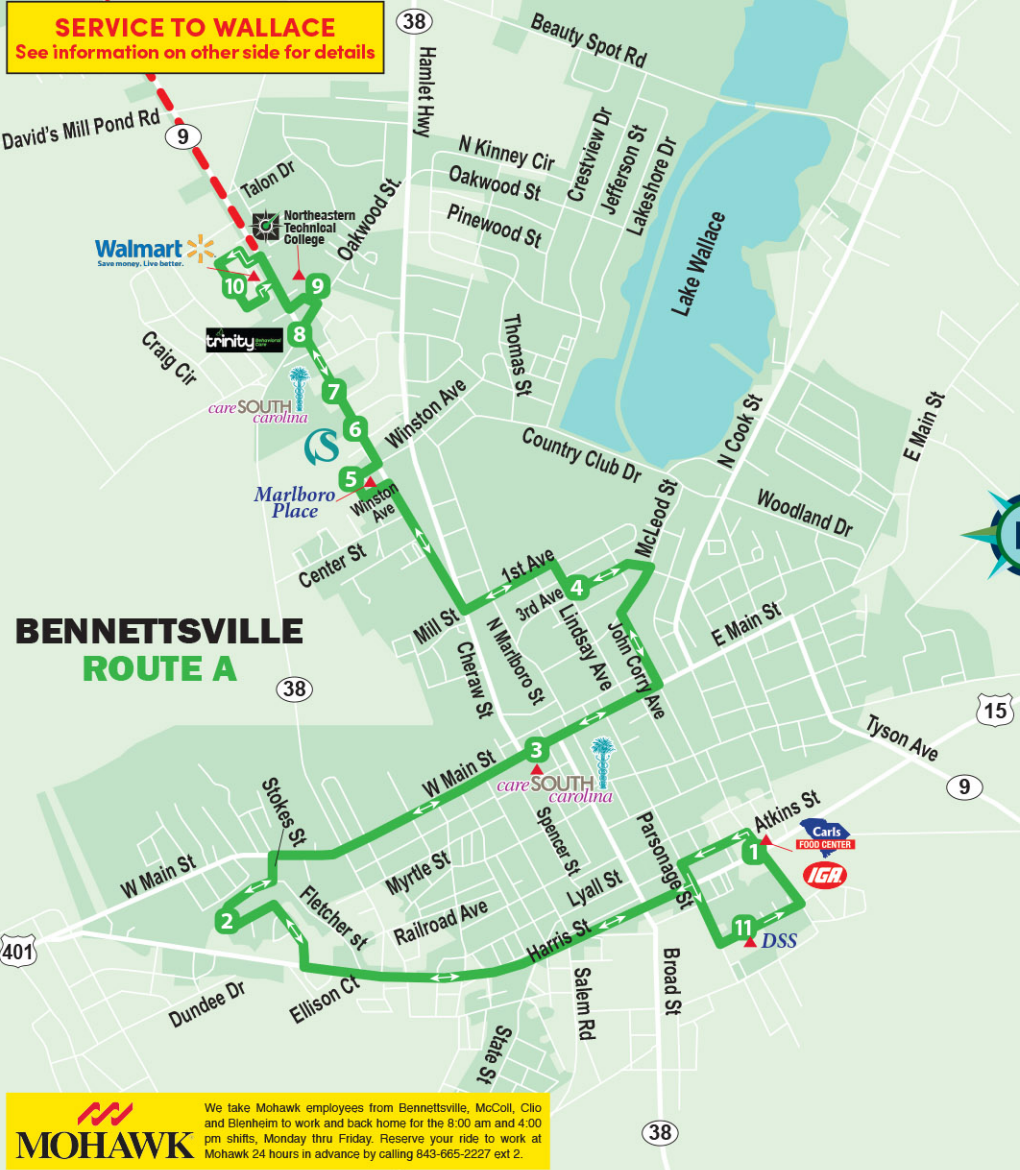 SERVICE TO WALLACE
See information on other side for details
38
Hamlet Hwy
Beauty Spot Rd
David's Mill Pond Rd
9
Talon Dr
N Kinney Cir
Oakwood St
Pinewood St
Crestview Dr
Jefferson St
Lakeshore Dr
Lake Wallace
Oakwood St.
Northeastern
Technical
College
Walmart
Save money. Live better.
10
9
8
trinity
Craig Cir
7
careSOUTH
carolina
6
S
5
Marlboro
Place
Winston Ave
Winston
Ave
Thomas St
Country Club Dr
N Cook St
E Main St
Woodland Dr
McLeod St
Center St
1st Ave
3rd Ave
4
Mill St
N Marlboro St
Lindsay Ave
John Corry Ave
E Main St
BENNETTSVILLE
ROUTE A
38
Cheraw St
15
Tyson Ave
9
3
careSOUTH
carolina
W Main St
Stokes St
W Main St
Myrtle St
Spencer St
Parsonage St
Atkins St
Carls
FOOD CENTER
IGA
1
Lyall St
Fletcher st
Railroad Ave
Harris St
2
11
DSS
401
Dundee Dr
Ellison Ct
Salem Rd
Broad St
State St
38
MOHAWK
We take Mohawk employees from Bennettsville, McColl, Clio
and Blenheim to work and back home for the 8:00 am and 4:00
pm shifts, Monday thru Friday. Reserve your ride to work at
Mohawk 24 hours in advance by calling 843-665-2227 ext 2.